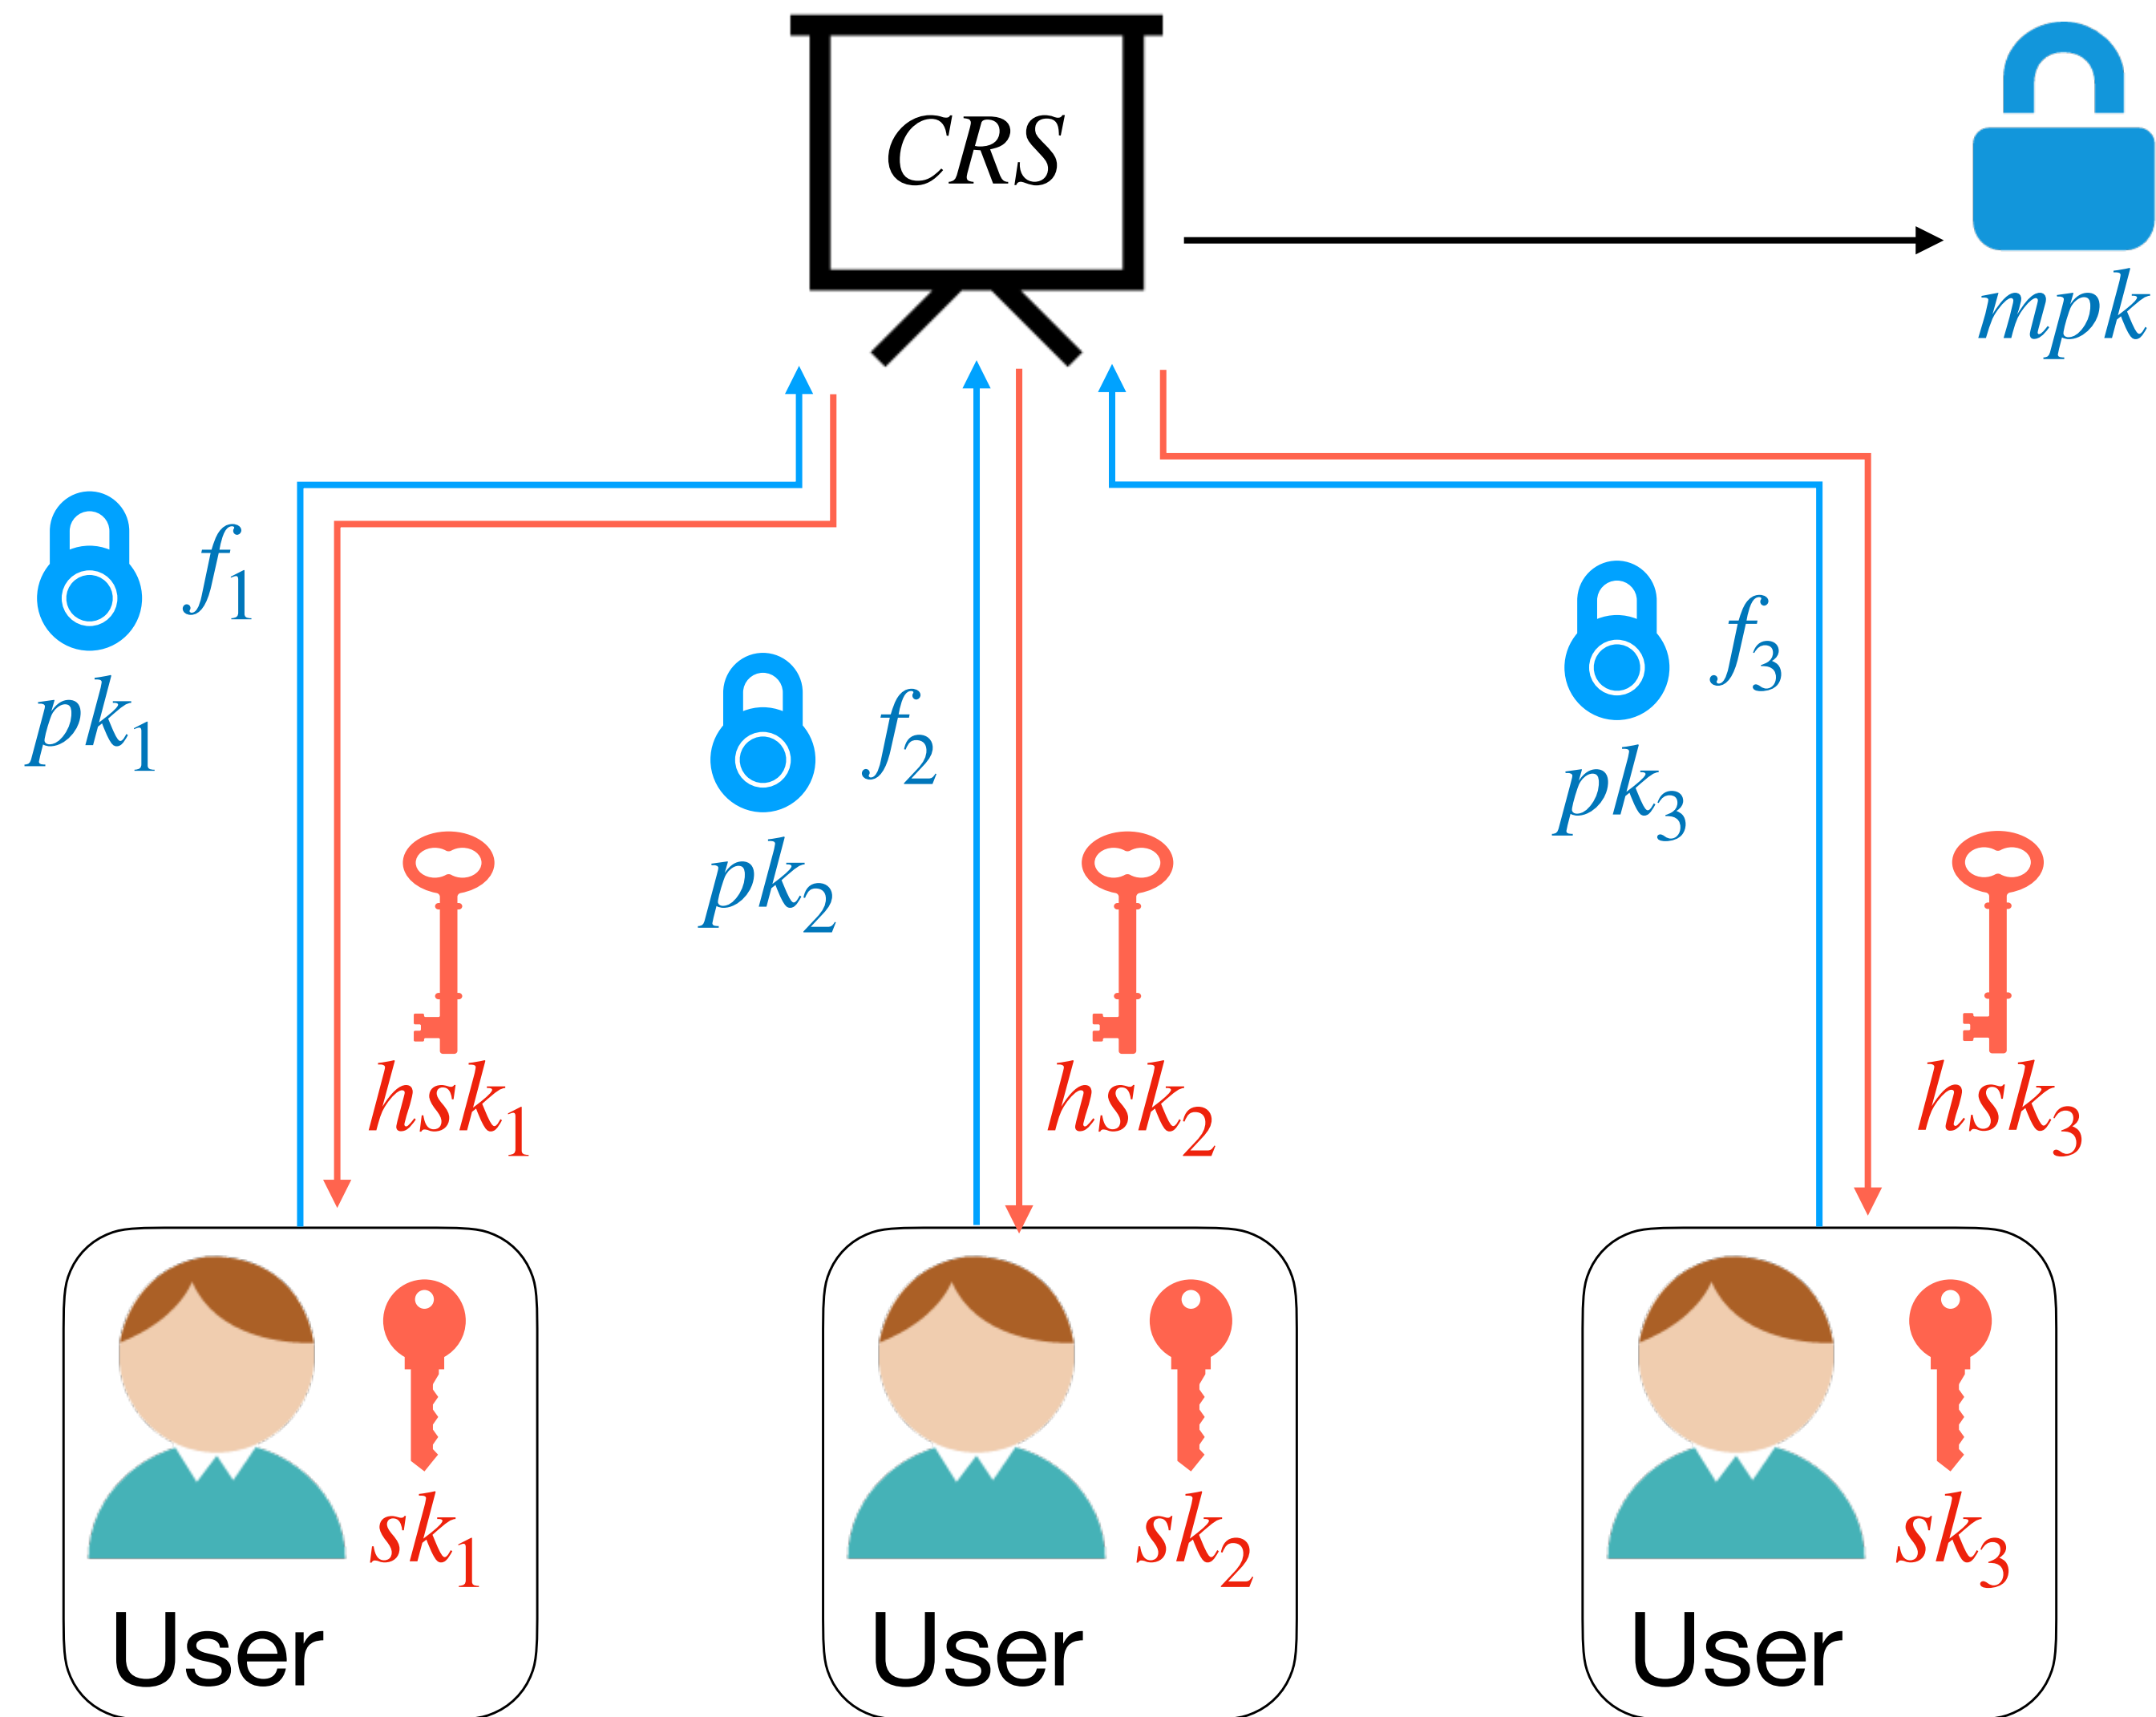 CRS
mpk
f₁
pk₁
f₂
pk₂
f₃
pk₃
hsk₁
hsk₂
hsk₃
sk₁
sk₂
sk₃
User
User
User